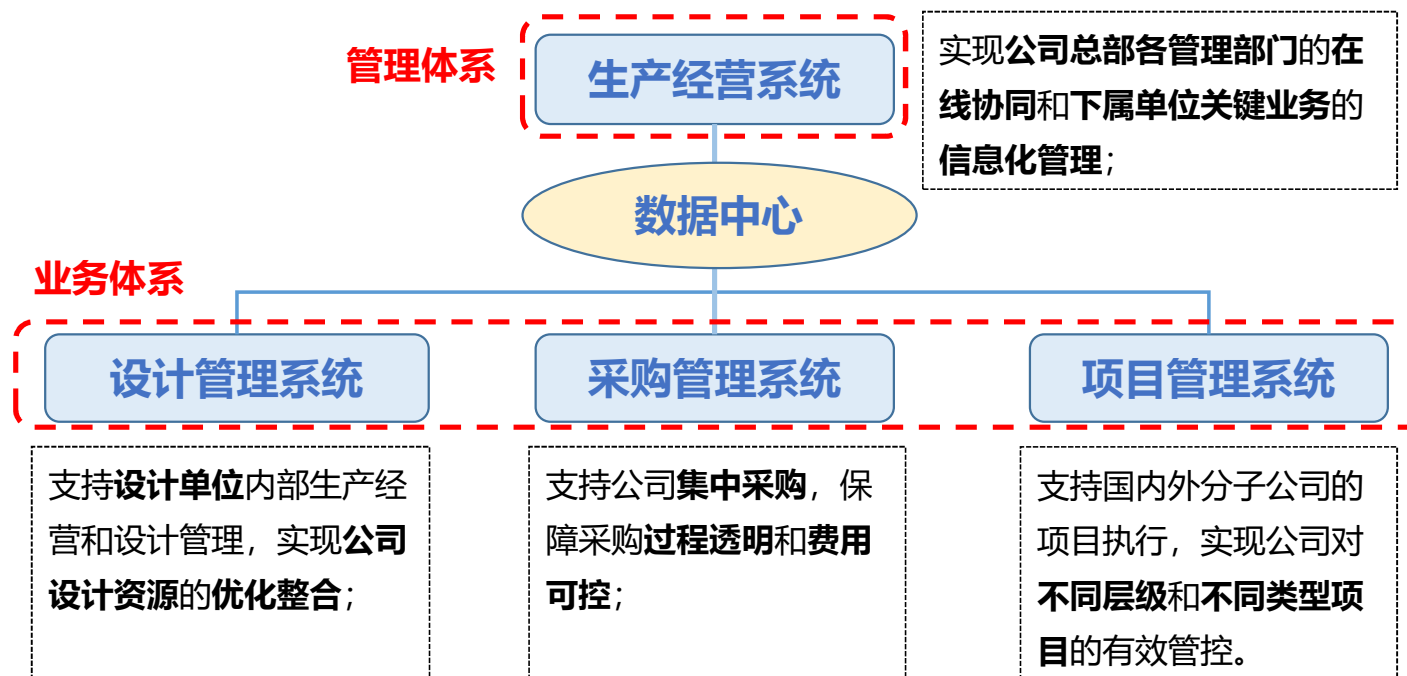 管理体系
生产经营系统
实现公司总部各管理部门的在
线协同和下属单位关键业务的
信息化管理；
数据中心
业务体系
设计管理系统
采购管理系统
项目管理系统
支持设计单位内部生产经
营和设计管理，实现公司
设计资源的优化整合；
支持公司集中采购，保
障采购过程透明和费用
可控；
支持国内外分子公司的
项目执行，实现公司对
不同层级和不同类型项
目的有效管控。